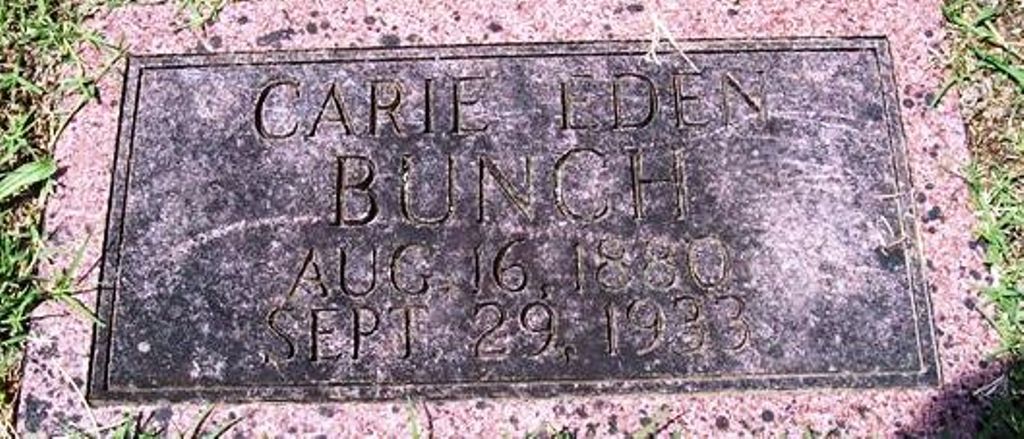 CARIE EDEN
BUNCH
AUG. 16, 1880
SEPT. 29, 1933